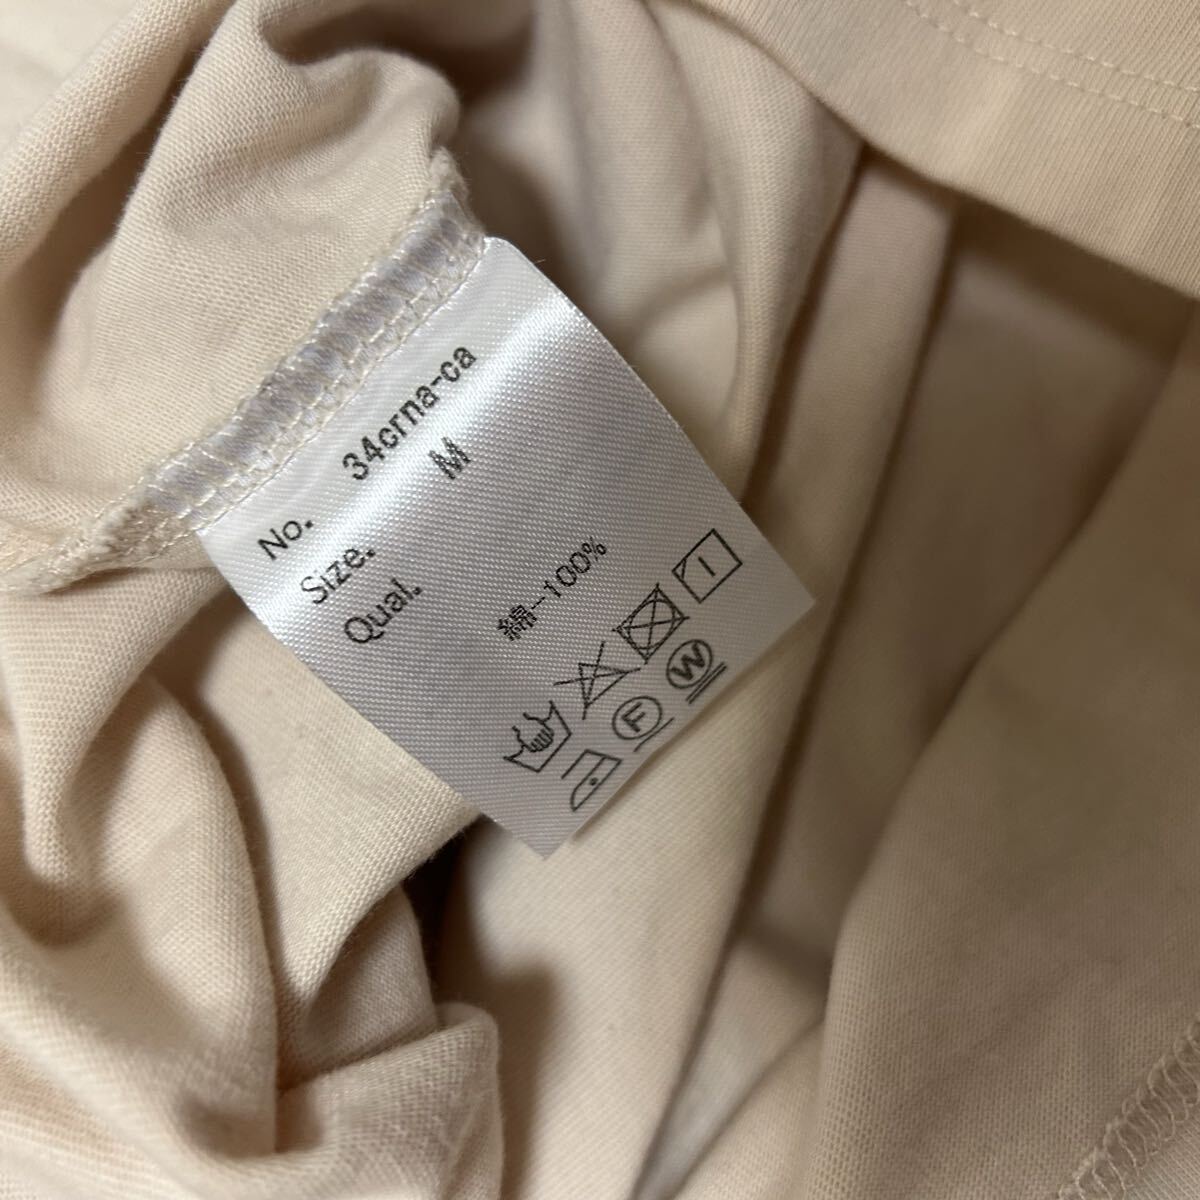 No. 34crna-ca
Size. M
Qual. 綿-100%
F W